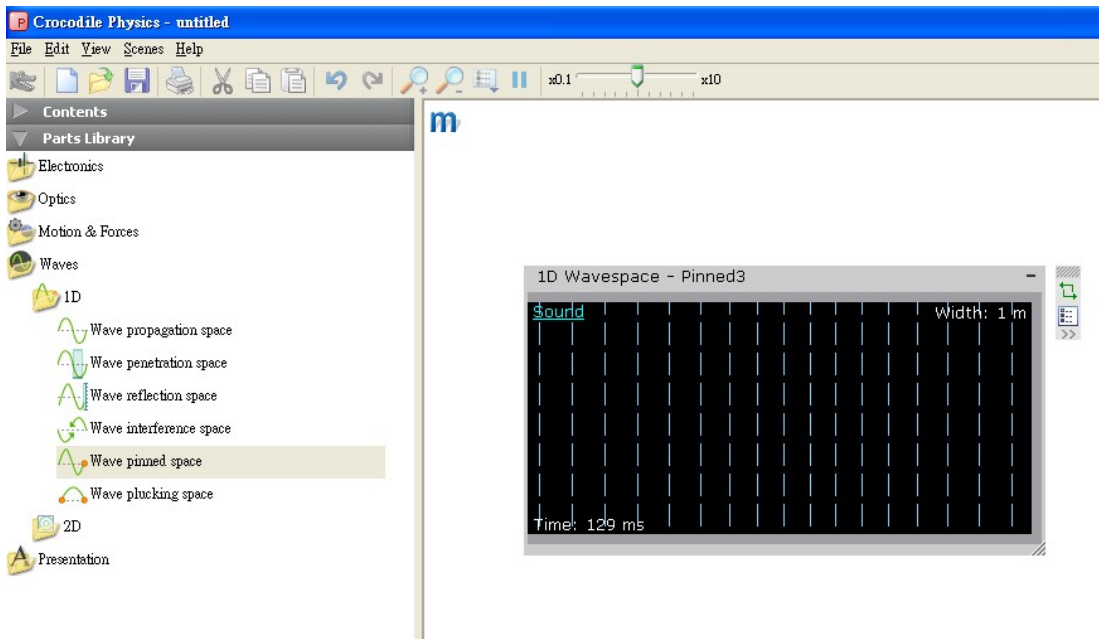 Crocodile Physics - untitled
File Edit View Scenes Help
x0.1 x10
Contents
Parts Library
Electronics
Optics
Motion & Forces
Waves
1D
Wave propagation space
Wave penetration space
Wave reflection space
Wave interference space
Wave pinned space
Wave plucking space
2D
Presentation
m
1D Wavespace - Pinned3
Sound Width: 1 m
Time: 129 ms